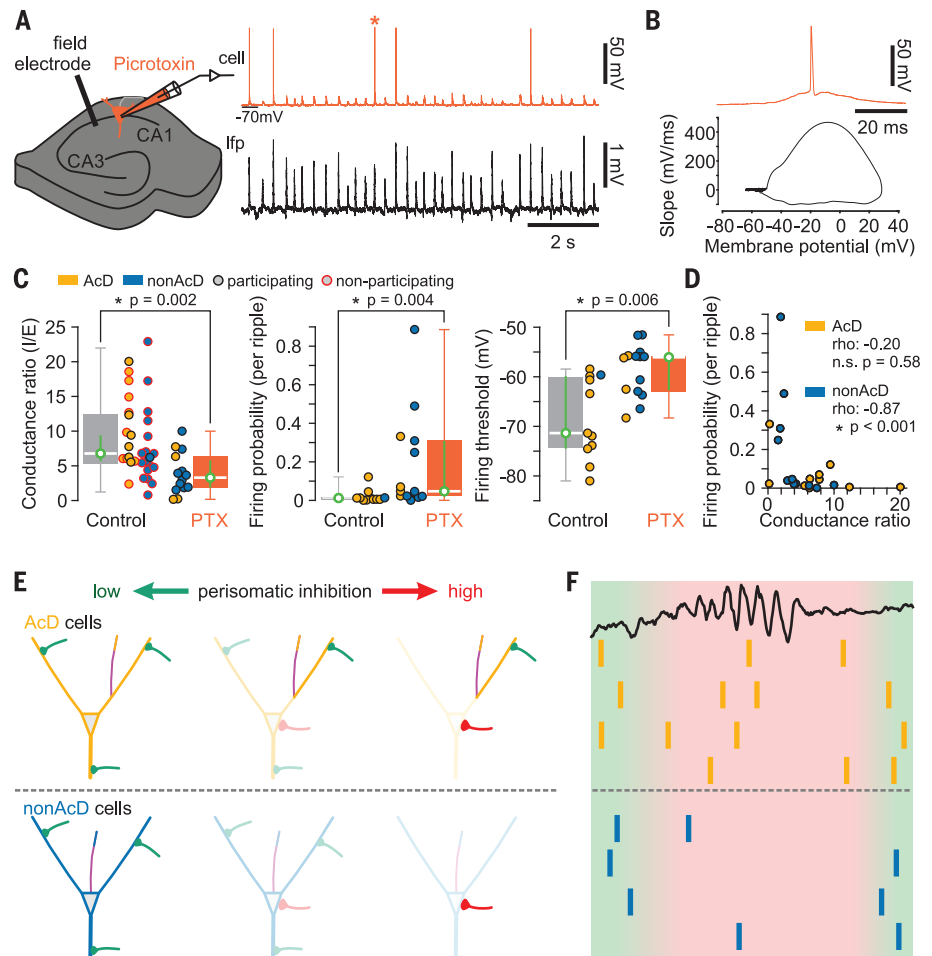 A
field
electrode
Picrotoxin
cell
CA1
CA3
*
50 mV
-70mV
lfp
1 mV
2 s
B
50 mV
20 ms
Slope (mV/ms)
400
200
0
-80 -60 -40 -20 0 20 40
Membrane potential (mV)
C
AcD nonAcD participating non-participating
* p = 0.002
Conductance ratio (I/E)
25
20
15
10
5
0
Control PTX
* p = 0.004
Firing probability (per ripple)
0.8
0.6
0.4
0.2
0
Control PTX
* p = 0.006
Firing threshold (mV)
-50
-60
-70
-80
Control PTX
D
Firing probability (per ripple)
0.8
0.6
0.4
0.2
0
AcD
rho: -0.20
n.s. p = 0.58
nonAcD
rho: -0.87
* p < 0.001
0 10 20
Conductance ratio
E
low perisomatic inhibition high
AcD cells
nonAcD cells
F